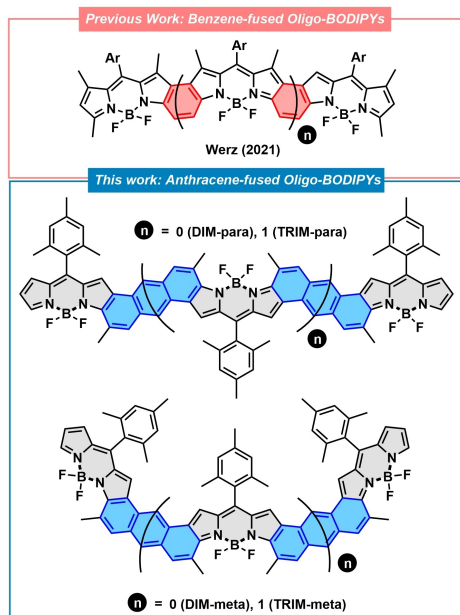 Previous Work: Benzene-fused Oligo-BODIPYs
Ar Ar Ar
N N N N N N
B B B
F F F F F F
n
Werz (2021)
This work: Anthracene-fused Oligo-BODIPYs
n = 0 (DIM-para), 1 (TRIM-para)
F F
B
N N N N N N
B B
F F F F
n
N N
F B B F
F N N F
N N
B
F F
n
n = 0 (DIM-meta), 1 (TRIM-meta)